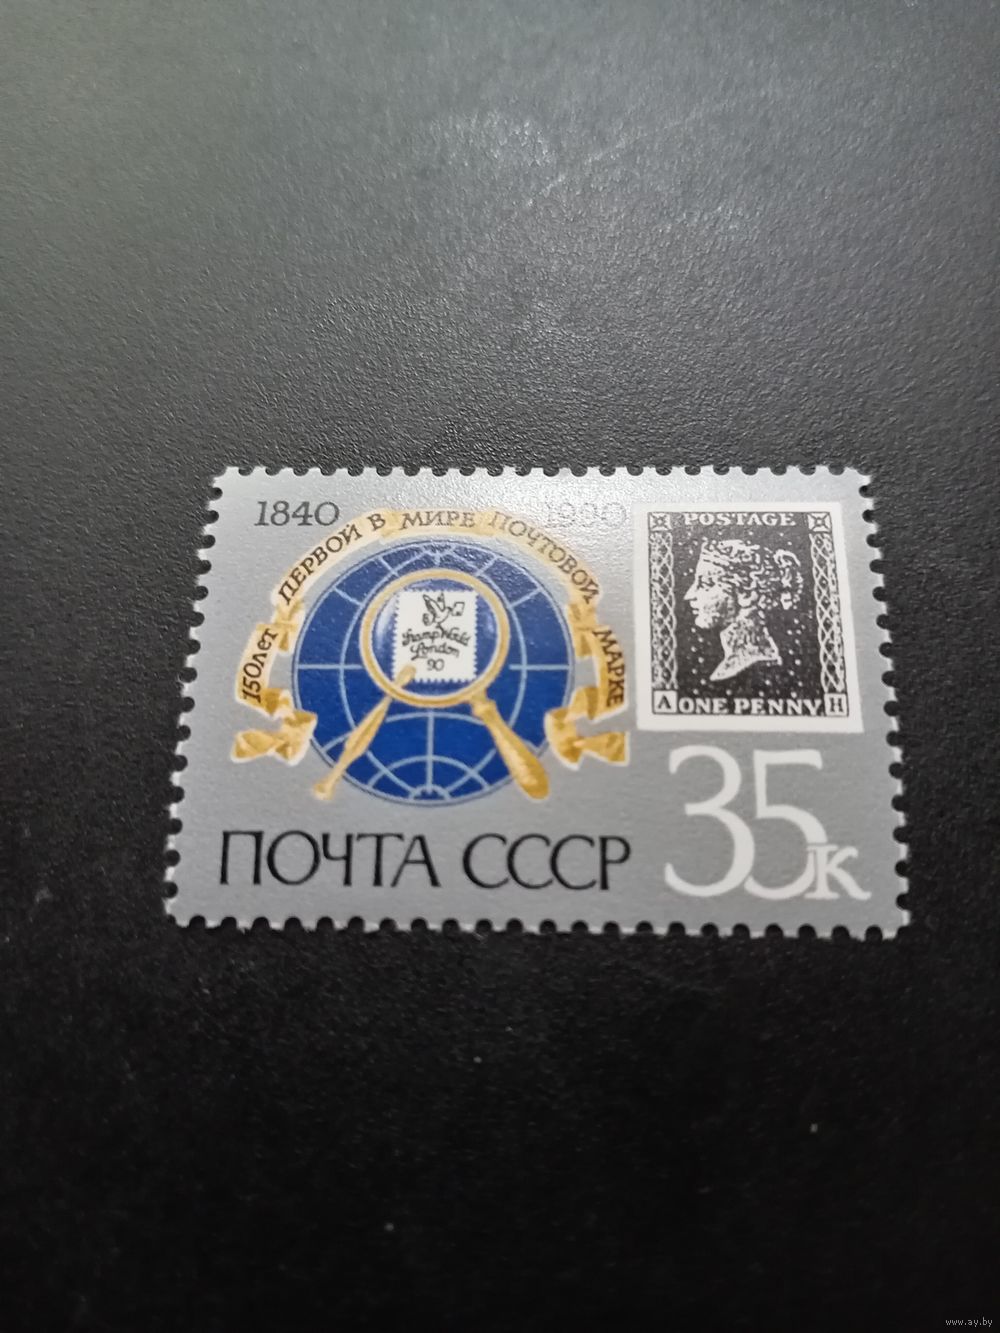 1840 1990
150 лет ПЕРВОЙ В МИРЕ ПОЧТОВОЙ МАРКЕ
Stamp World
London
90
POSTAGE
A ONE PENNY H
35к
ПОЧТА СССР
www.ay.by